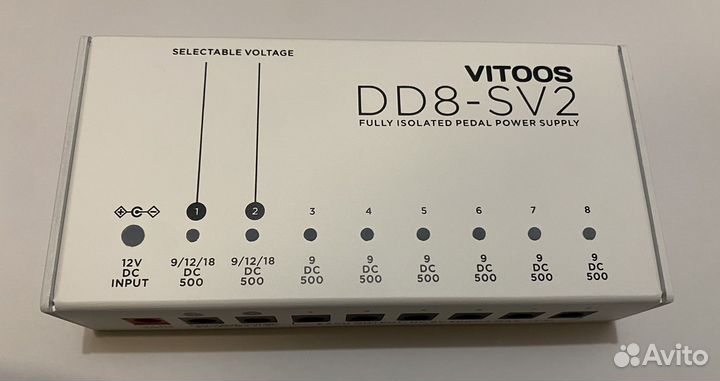 SELECTABLE VOLTAGE
VITOOS
DD8-SV2
FULLY ISOLATED PEDAL POWER SUPPLY
1 2 3 4 5 6 7 8
12V DC INPUT
9/12/18 DC 500
9/12/18 DC 500
9 DC 500
9 DC 500
9 DC 500
9 DC 500
9 DC 500
9 DC 500
Avito